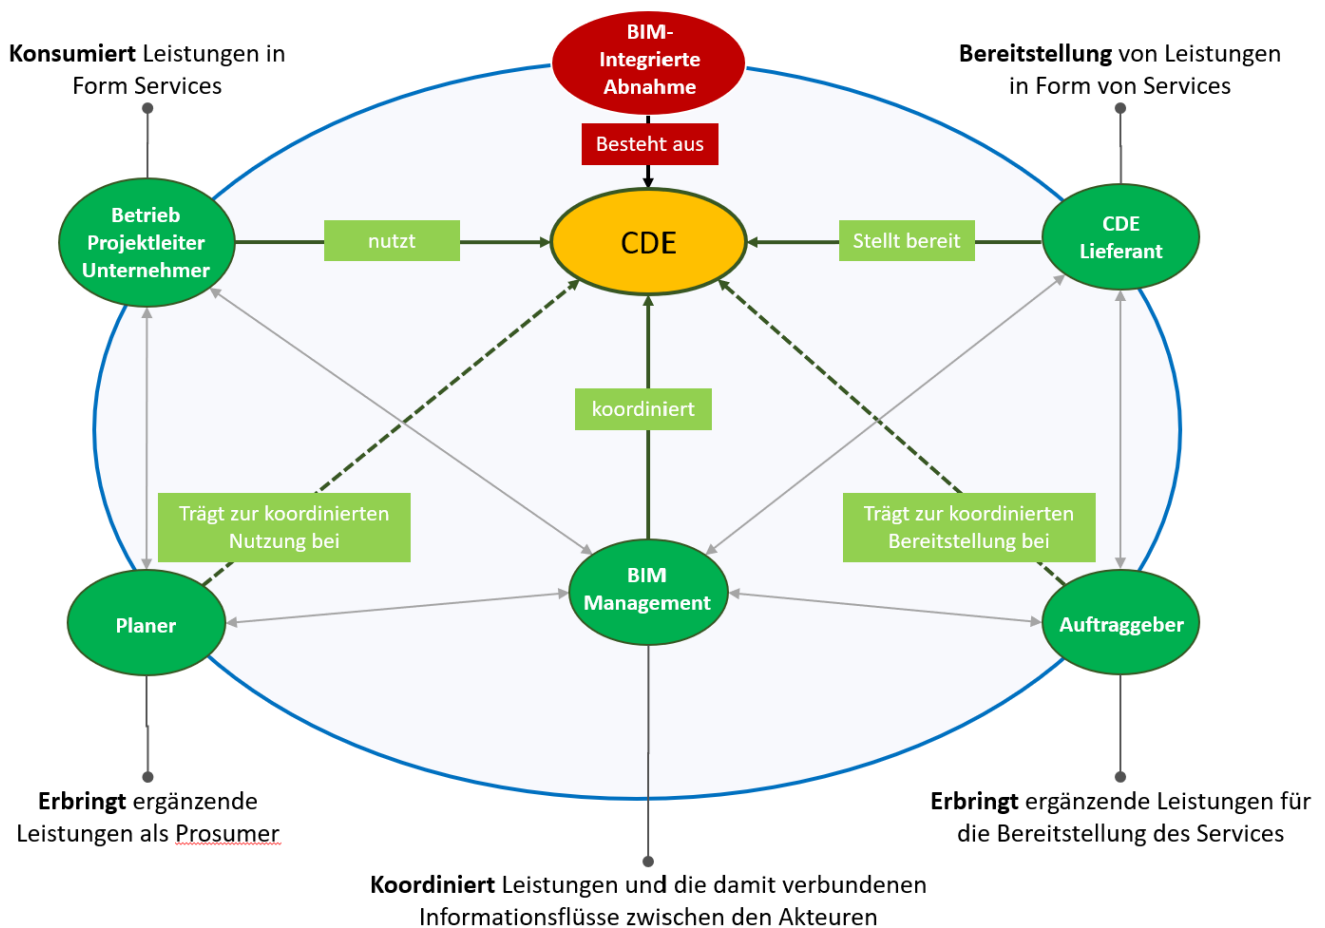 BIM-
Integrierte
Abnahme
Konsumiert Leistungen in
Form Services
Bereitstellung von Leistungen
in Form von Services
Besteht aus
Betrieb
Projektleiter
Unternehmer
nutzt
CDE
Stellt bereit
CDE
Lieferant
koordiniert
Trägt zur koordinierten
Nutzung bei
Trägt zur koordinierten
Bereitstellung bei
Planer
BIM
Management
Auftraggeber
Erbringt ergänzende
Leistungen als Prosumer
Erbringt ergänzende Leistungen für
die Bereitstellung des Services
Koordiniert Leistungen und die damit verbundenen
Informationsflüsse zwischen den Akteuren